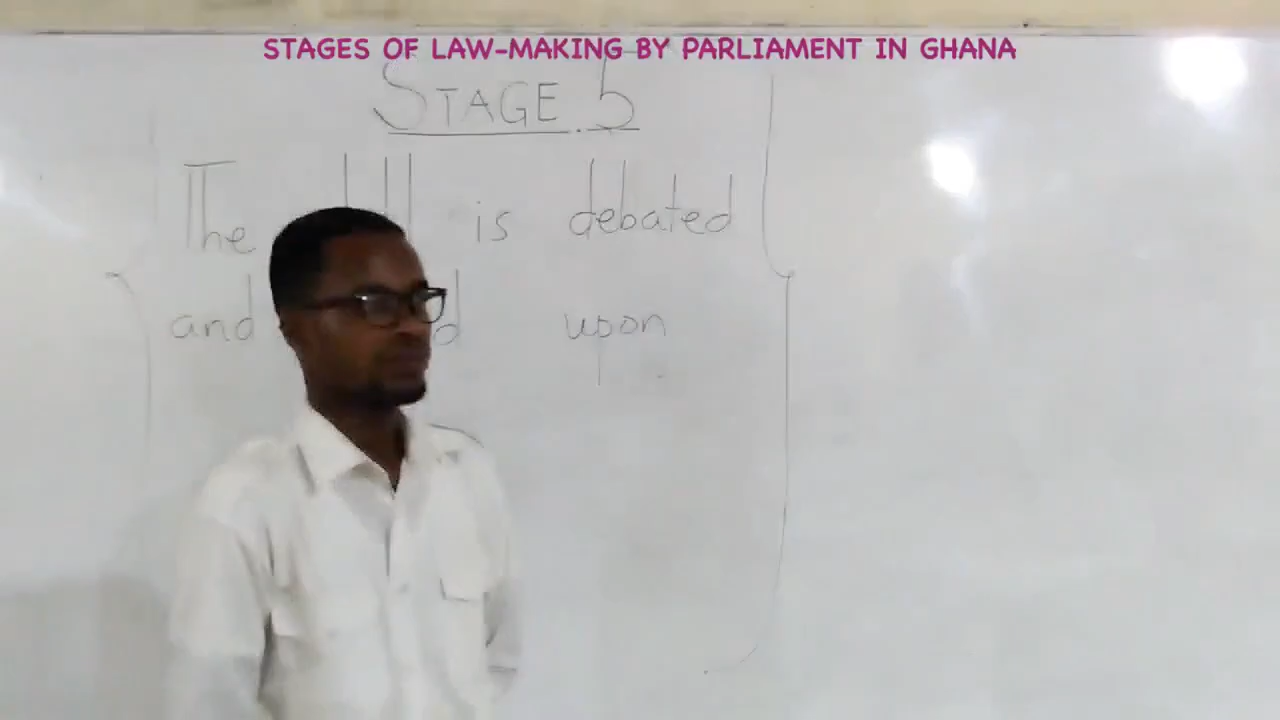 STAGES OF LAW-MAKING BY PARLIAMENT IN GHANA
STAGE 5
The is debated
and upon